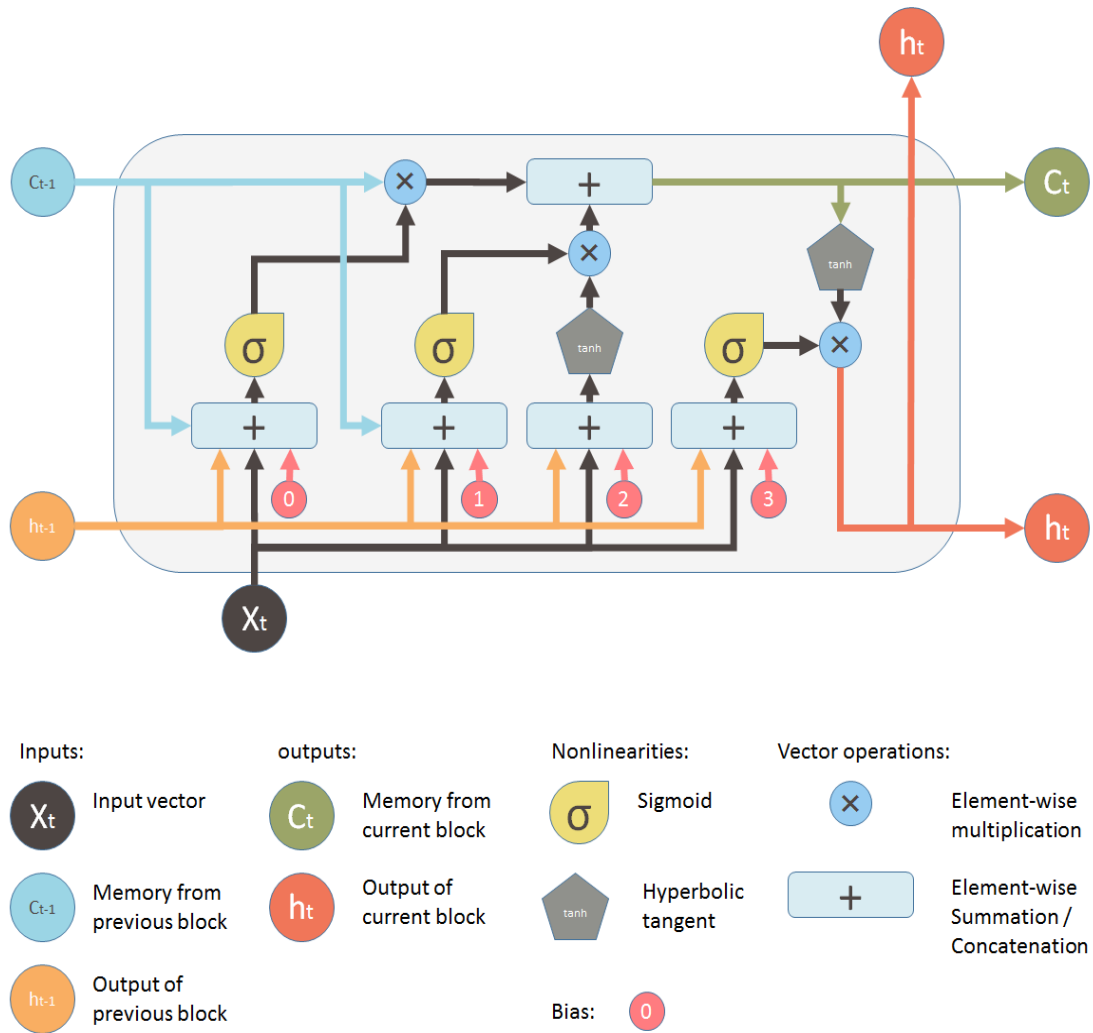 ht
Ct-1
×
+
Ct
×
tanh
σ
σ
tanh
σ
×
+
+
+
+
0
1
2
3
ht-1
ht
Xt
Inputs:
outputs:
Nonlinearities:
Vector operations:
Xt
Input vector
Ct
Memory from
current block
σ
Sigmoid
×
Element-wise
multiplication
Ct-1
Memory from
previous block
ht
Output of
current block
tanh
Hyperbolic
tangent
+
Element-wise
Summation /
Concatenation
ht-1
Output of
previous block
Bias:
0